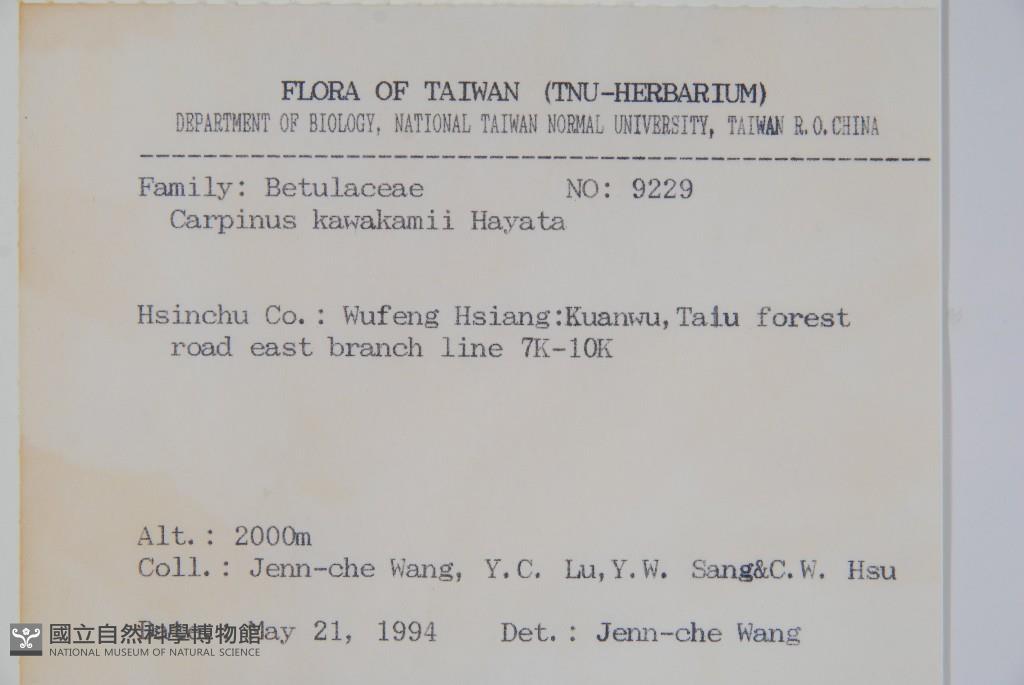 FLORA OF TAIWAN (TNU-HERBARIUM)
DEPARTMENT OF BIOLOGY, NATIONAL TAIWAN NORMAL UNIVERSITY, TAIWAN R.O.CHINA
Family: Betulaceae NO: 9229
Carpinus kawakamii Hayata
Hsinchu Co.: Wufeng Hsiang:Kuanwu,Taiu forest
road east branch line 7K-10K
Alt.: 2000m
Coll.: Jenn-che Wang, Y.C. Lu,Y.W. Sang&C.W. Hsu
May 21, 1994 Det.: Jenn-che Wang
國立自然科學博物館
NATIONAL MUSEUM OF NATURAL SCIENCE